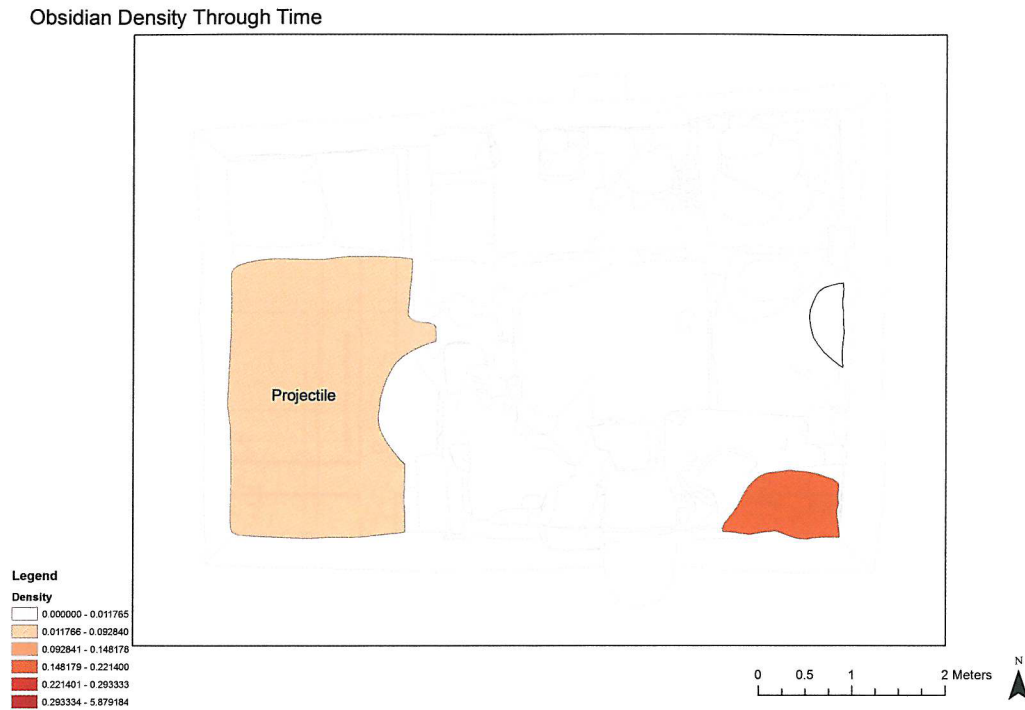 Obsidian Density Through Time
Projectile
Legend
Density
0.000000 - 0.011765
0.011766 - 0.092840
0.092841 - 0.148178
0.148179 - 0.221400
0.221401 - 0.293333
0.293334 - 5.879184
0 0.5 1 2 Meters
N